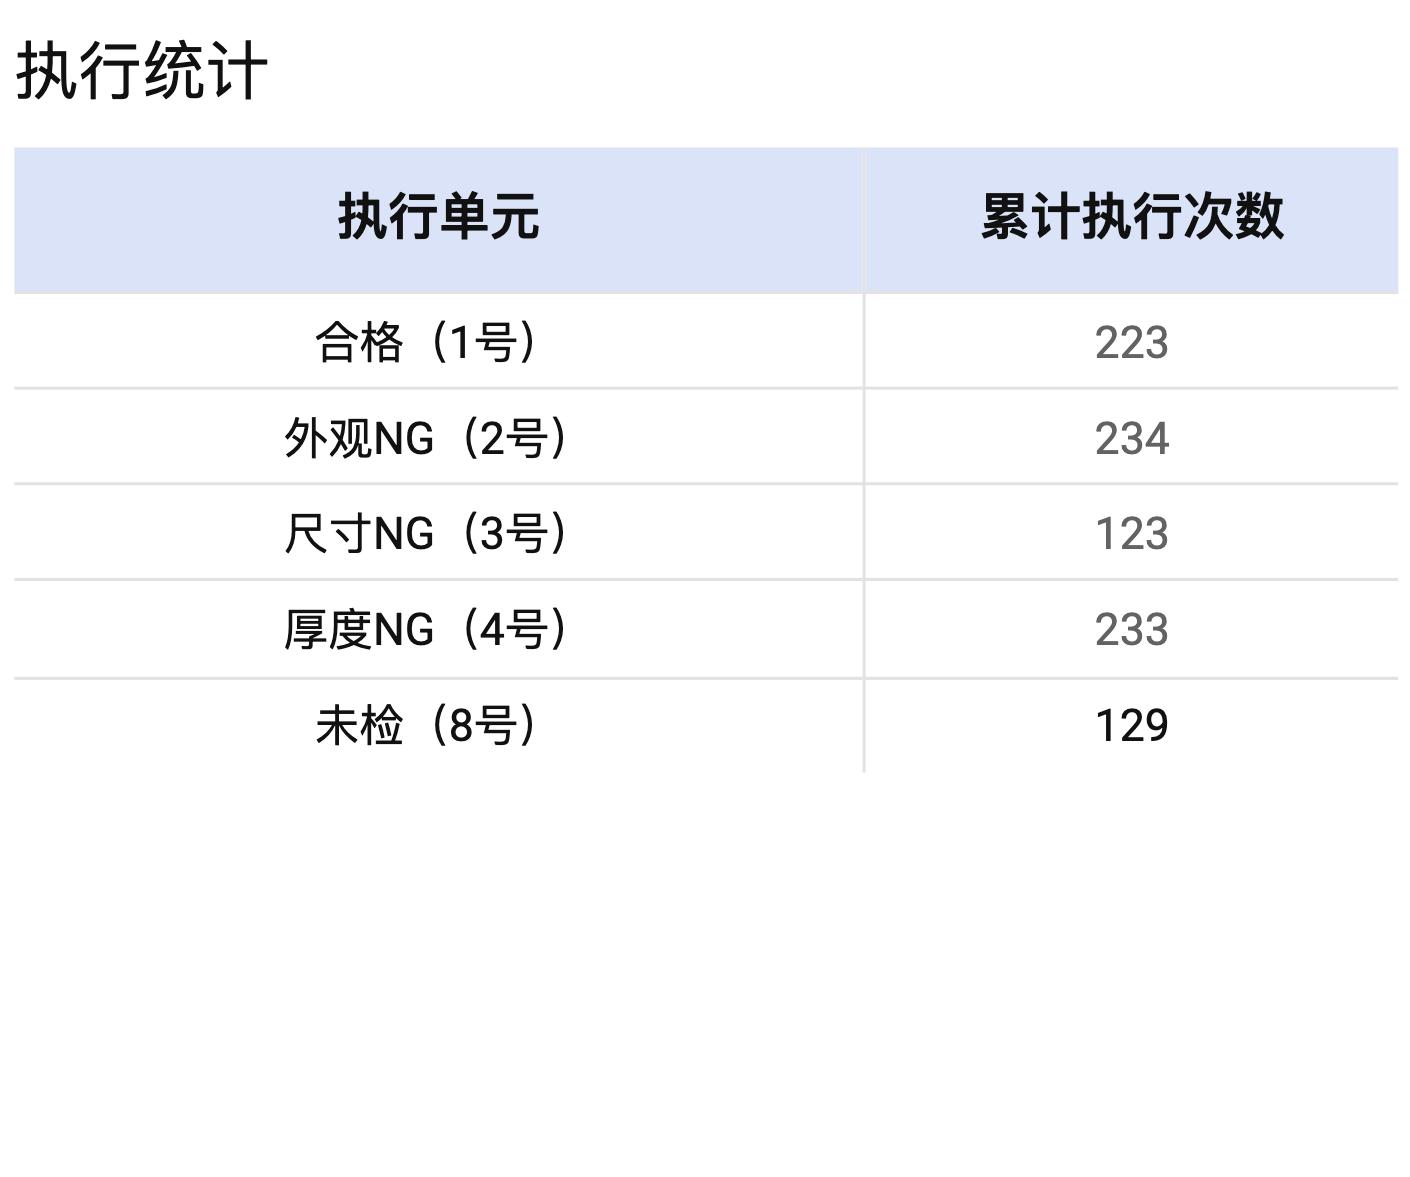 执行统计
执行单元 累计执行次数
合格（1号） 223
外观NG（2号） 234
尺寸NG（3号） 123
厚度NG（4号） 233
未检（8号） 129